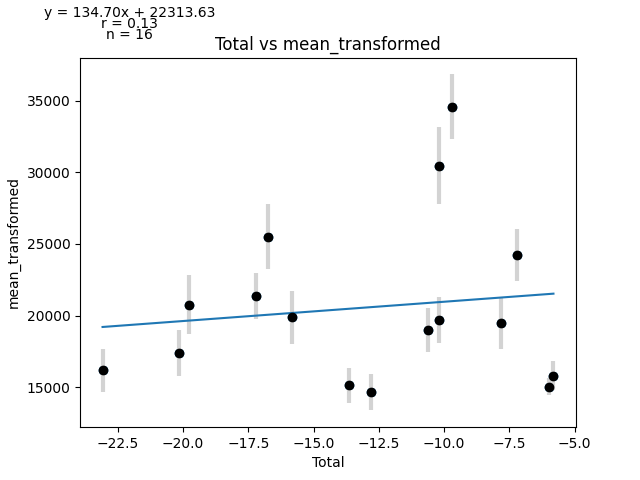 y = 134.70x + 22313.63
r = 0.13
n = 16
Total vs mean_transformed
35000
30000
25000
20000
15000
mean_transformed
−22.5 −20.0 −17.5 −15.0 −12.5 −10.0 −7.5 −5.0
Total